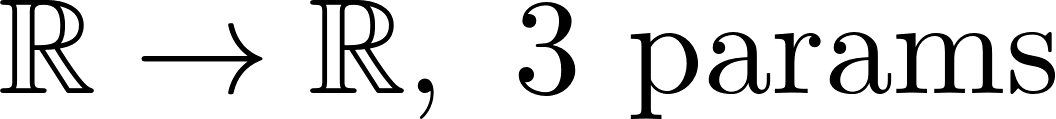 ℝ → ℝ, 3 params